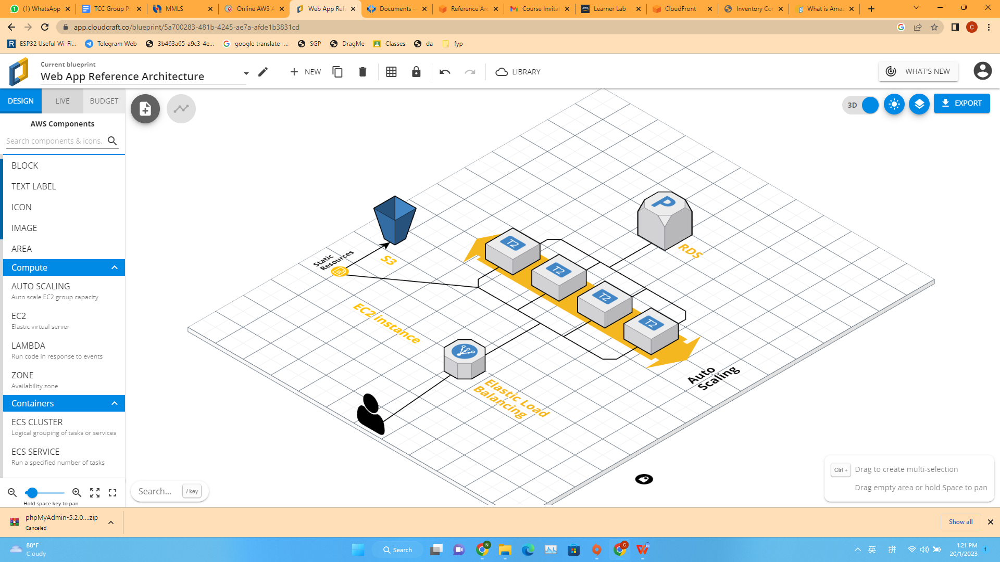 (1) WhatsApp
TCC Group Pr
MMLS
Online AWS A
Web App Refe
Documents —
Reference Arc
Course Invitat
Learner Lab
CloudFront
Inventory Con
What is Amaz
app.cloudcraft.co/blueprint/5a700283-481b-4245-ae7a-afde1b3831cd
C
ESP32 Useful Wi-Fi...
Telegram Web
3b463a65-a9c3-4e...
google translate -...
SGP
DragMe
Classes
da
fyp
Current blueprint
Web App Reference Architecture
NEW
LIBRARY
WHAT'S NEW
DESIGN
LIVE
BUDGET
3D
EXPORT
AWS Components
Search components & icons.
BLOCK
TEXT LABEL
ICON
IMAGE
AREA
Compute
AUTO SCALING
Auto scale EC2 group capacity
EC2
Elastic virtual server
LAMBDA
Run code in response to events
ZONE
Availability zone
Containers
ECS CLUSTER
Logical grouping of tasks or services
ECS SERVICE
Run a specified number of tasks
Hold space key to pan
Static
Resources
S3
P
RDS
T2
T2
T2
T2
EC2 instance
Elastic Load
Balancing
Auto
Scaling
Search...
/ key
Ctrl +
Drag to create multi-selection
Drag empty area or hold Space to pan
phpMyAdmin-5.2.0....zip
Canceled
Show all
88°F
Cloudy
Search
N
C
英
拼
1:21 PM
20/1/2023
1